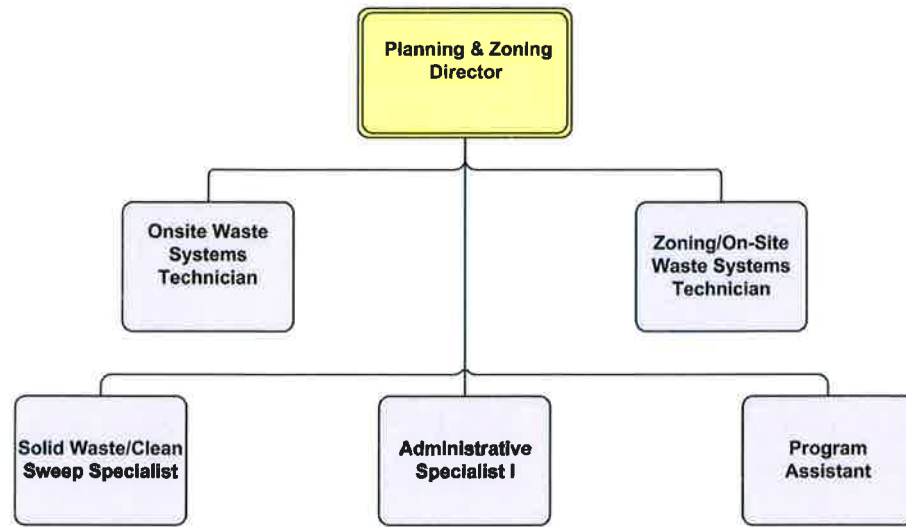 Planning & Zoning
Director
Onsite Waste
Systems
Technician
Zoning/On-Site
Waste Systems
Technician
Solid Waste/Clean
Sweep Specialist
Administrative
Specialist I
Program
Assistant